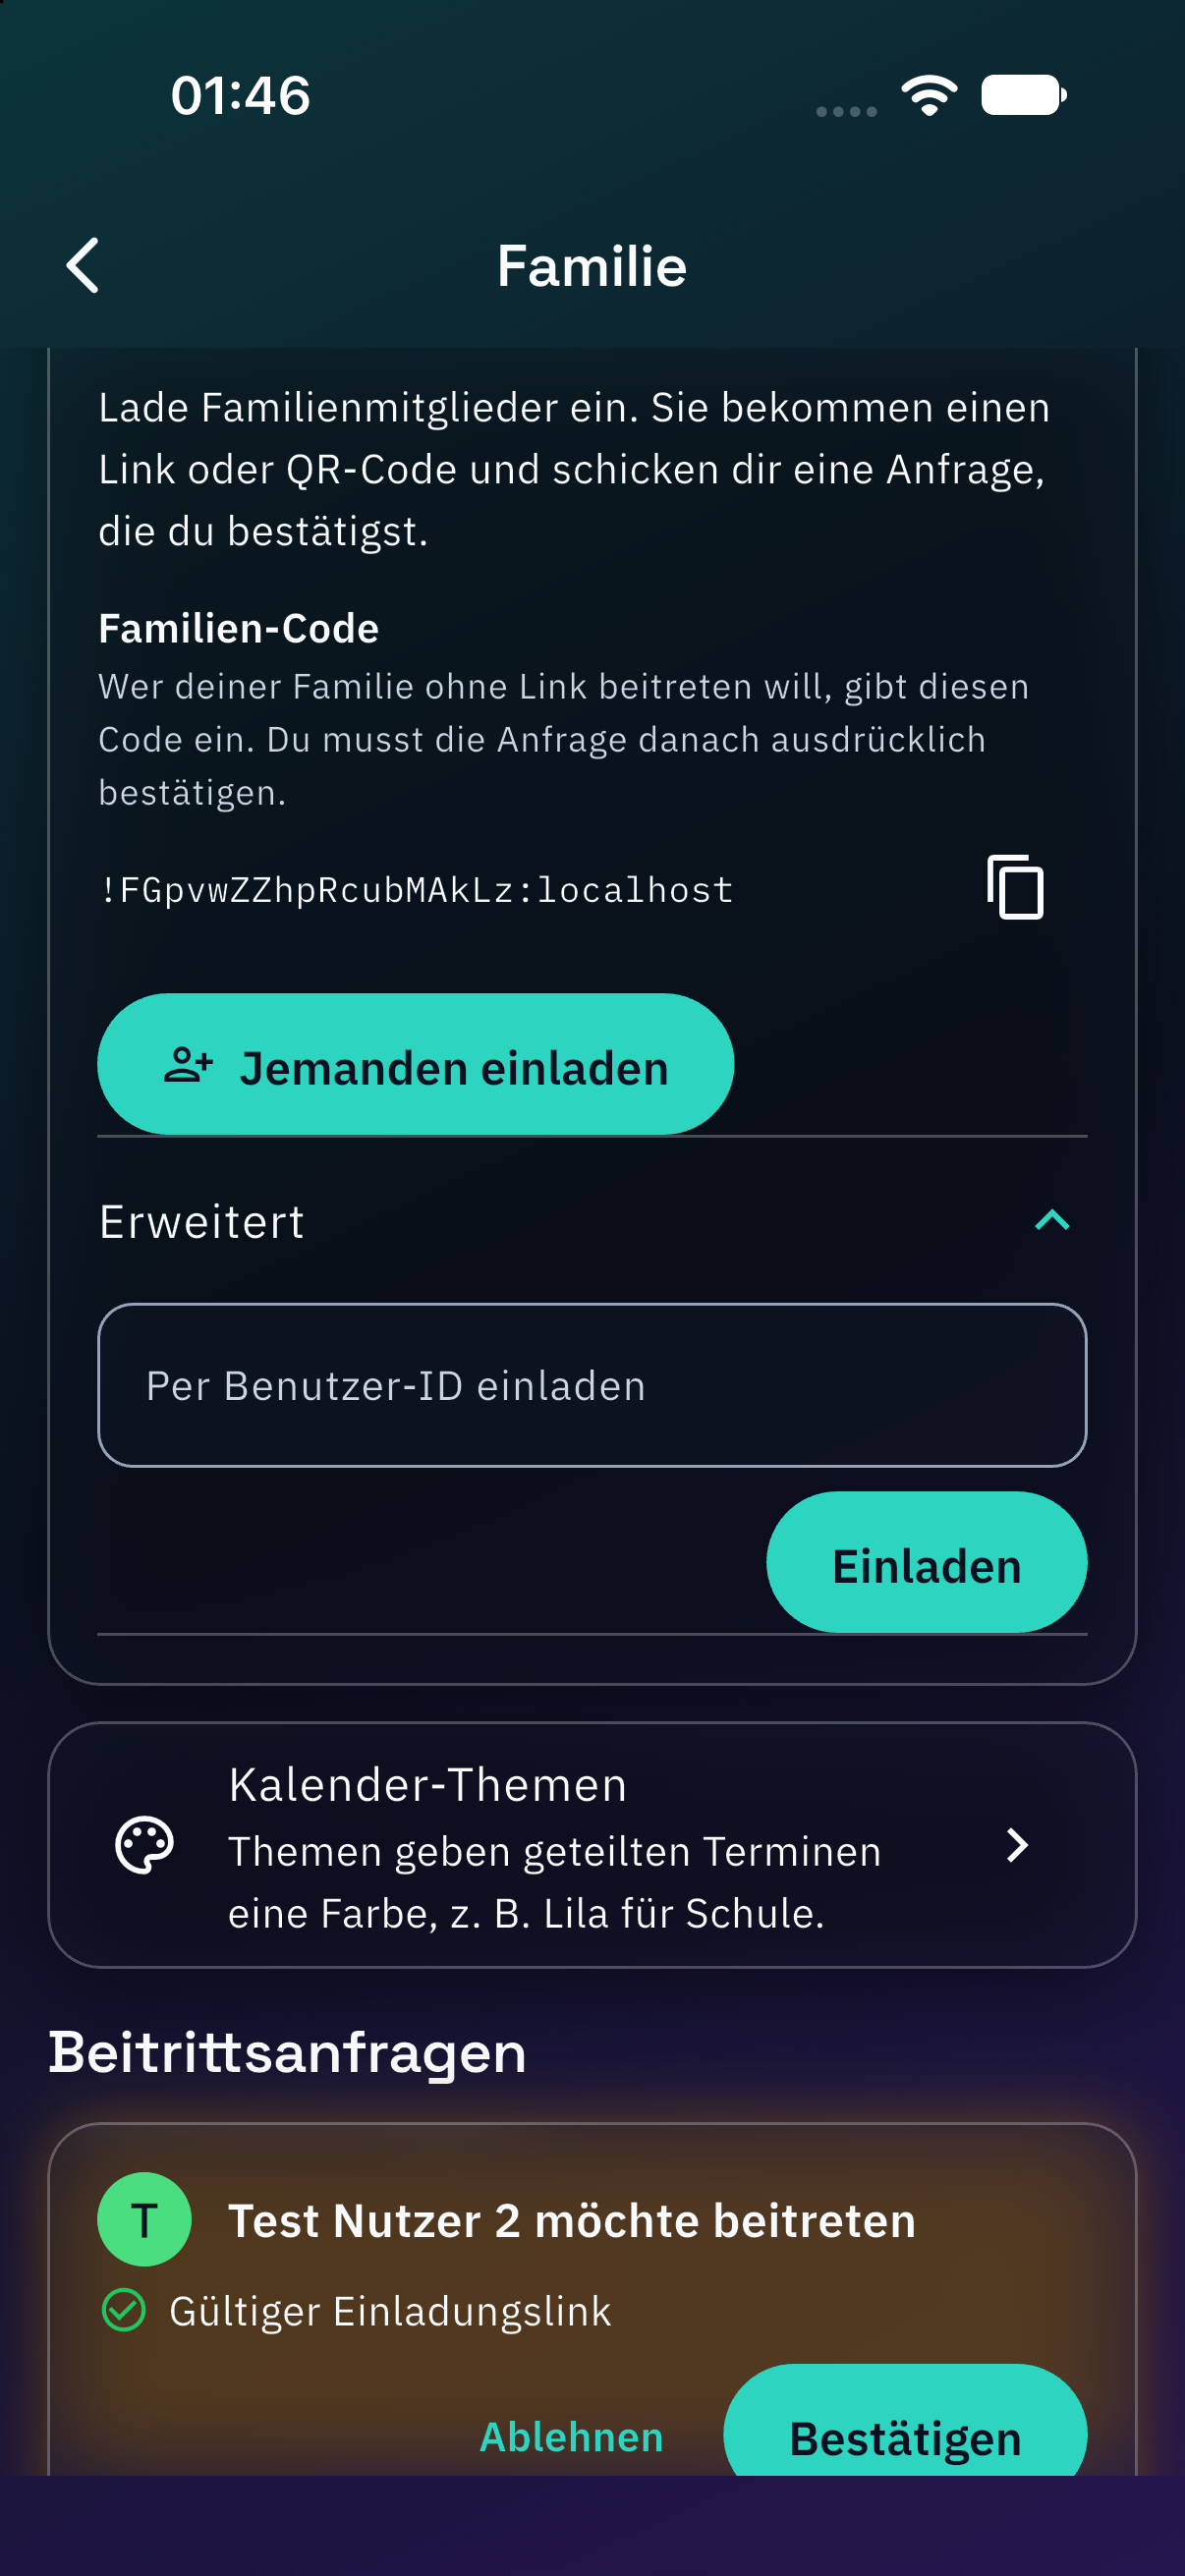 01:46
Familie
Lade Familienmitglieder ein. Sie bekommen einen
Link oder QR-Code und schicken dir eine Anfrage,
die du bestätigst.
Familien-Code
Wer deiner Familie ohne Link beitreten will, gibt diesen
Code ein. Du musst die Anfrage danach ausdrücklich
bestätigen.
!FGpvwZZhpRcubMAkLz:localhost
Jemanden einladen
Erweitert
Per Benutzer-ID einladen
Einladen
Kalender-Themen
Themen geben geteilten Terminen
eine Farbe, z. B. Lila für Schule.
Beitrittsanfragen
T
Test Nutzer 2 möchte beitreten
Gültiger Einladungslink
Ablehnen
Bestätigen